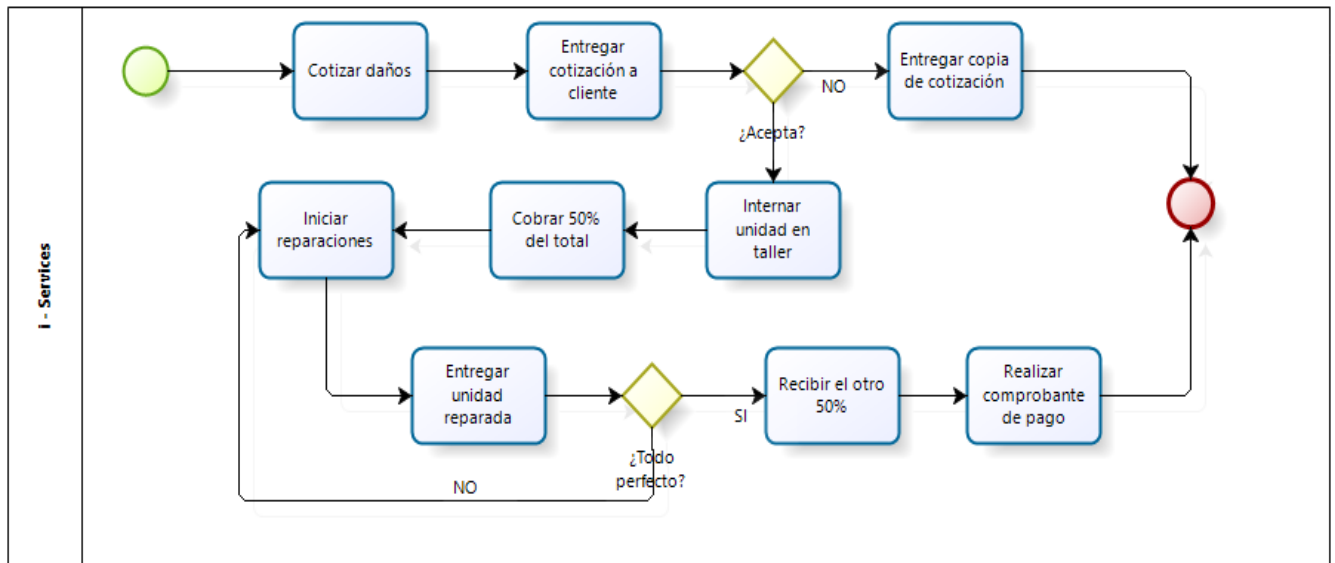 i - Services
Cotizar daños
Entregar
cotización a
cliente
¿Acepta?
NO
Entregar copia
de cotización
Internar
unidad en
taller
Cobrar 50%
del total
Iniciar
reparaciones
Entregar
unidad
reparada
¿Todo
perfecto?
NO
SI
Recibir el otro
50%
Realizar
comprobante
de pago